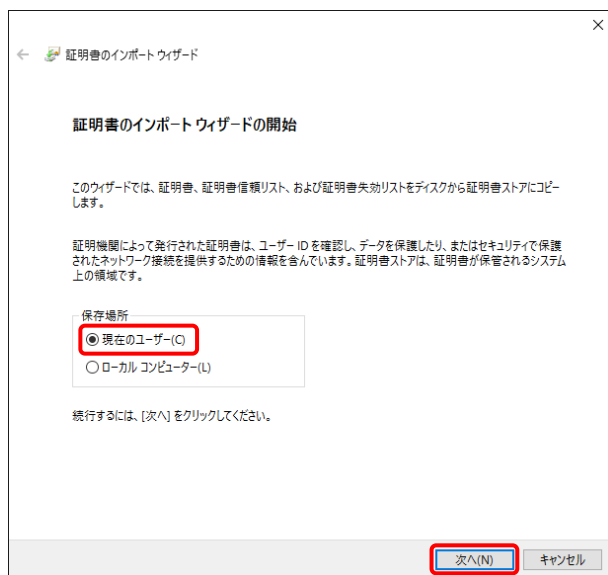 証明書のインポート ウィザード
証明書のインポート ウィザードの開始
このウィザードでは、証明書、証明書信頼リスト、および証明書失効リストをディスクから証明書ストアにコピー
します。
証明機関によって発行された証明書は、ユーザー ID を確認し、データを保護したり、またはセキュリティで保護
されたネットワーク接続を提供するための情報を含んでいます。証明書ストアは、証明書が保管されるシステム
上の領域です。
保存場所
現在のユーザー(C)
ローカル コンピューター(L)
続行するには、[次へ] をクリックしてください。
次へ(N) キャンセル